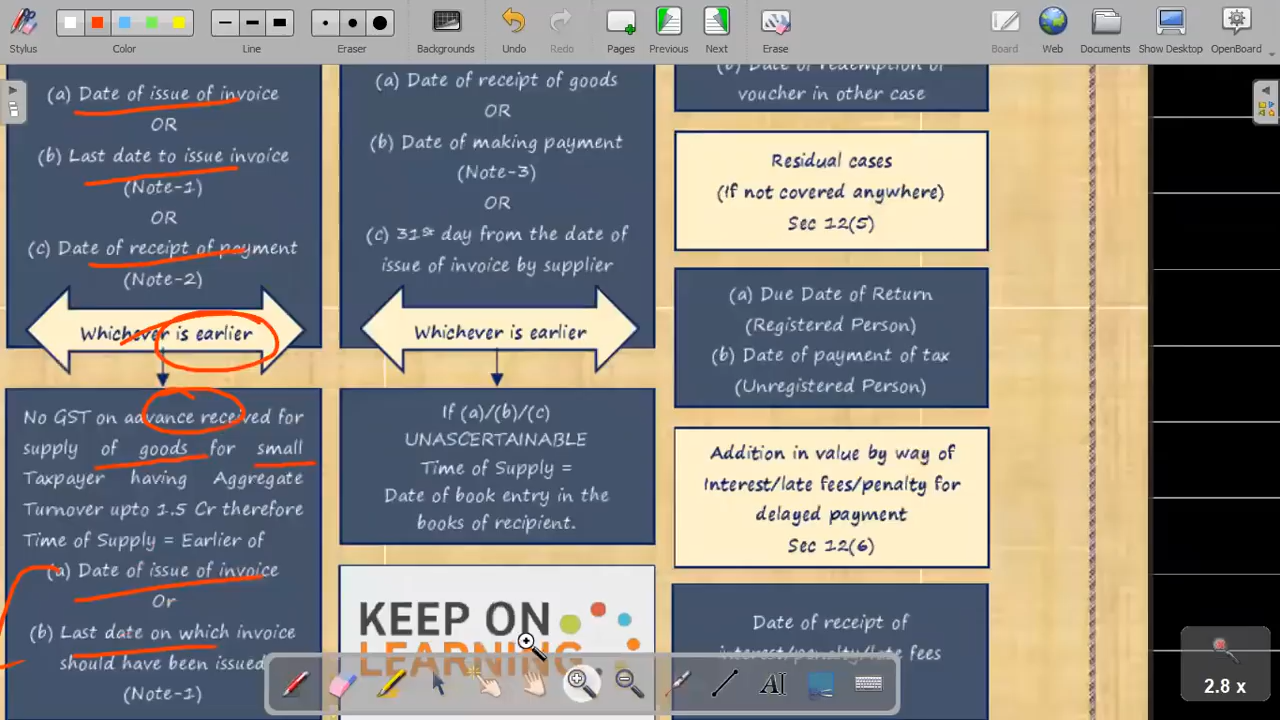 Stylus
Color
Line
Eraser
Backgrounds
Undo
Redo
Pages
Previous
Next
Erase
Board
Web
Documents
Show Desktop
OpenBoard
(a) Date of issue of invoice
OR
(b) Last date to issue invoice
(Note-1)
OR
(c) Date of receipt of payment
(Note-2)
Whichever is earlier
No GST on advance received for
supply of goods for small
Taxpayer having Aggregate
Turnover upto 1.5 Cr therefore
Time of Supply = Earlier of
(a) Date of issue of invoice
Or
(b) Last date on which invoice
should have been issued
(Note-1)
(a) Date of receipt of goods
OR
(b) Date of making payment
(Note-3)
OR
(c) 31st day from the date of
issue of invoice by supplier
Whichever is earlier
If (a)/(b)/(c)
UNASCERTAINABLE
Time of Supply =
Date of book entry in the
books of recipient.
KEEP ON
LEARNING
(b) Date of redemption of
voucher in other case
Residual cases
(If not covered anywhere)
Sec 12(5)
(a) Due Date of Return
(Registered Person)
(b) Date of payment of tax
(Unregistered Person)
Addition in value by way of
Interest/late fees/penalty for
delayed payment
Sec 12(6)
Date of receipt of
interest/penalty/late fees
AI
2.8 x